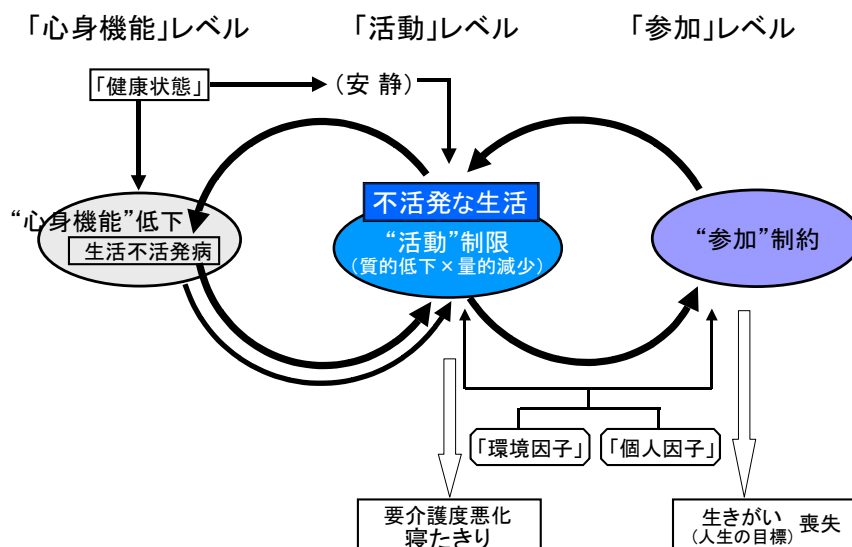 「心身機能」レベル
「活動」レベル
「参加」レベル
「健康状態」
（安 静）
不活発な生活
“心身機能”低下
生活不活発病
“活動”制限
（質的低下×量的減少）
“参加”制約
「環境因子」
「個人因子」
要介護度悪化
寝たきり
生きがい
（人生の目標）
喪失